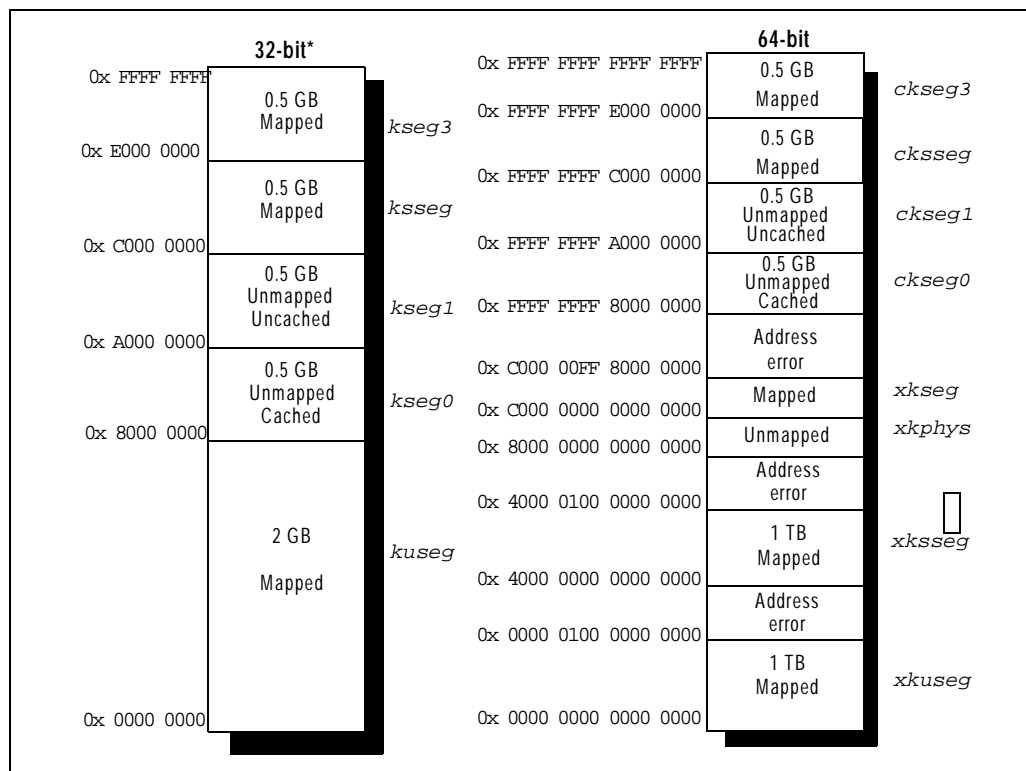 32-bit*
0x FFFF FFFF
0.5 GB
Mapped
kseg3
0x E000 0000
0.5 GB
Mapped
ksseg
0x C000 0000
0.5 GB
Unmapped
Uncached
kseg1
0x A000 0000
0.5 GB
Unmapped
Cached
kseg0
0x 8000 0000
2 GB
Mapped
kuseg
0x 0000 0000
64-bit
0x FFFF FFFF FFFF FFFF
0.5 GB
Mapped
ckseg3
0x FFFF FFFF E000 0000
0.5 GB
Mapped
cksseg
0x FFFF FFFF C000 0000
0.5 GB
Unmapped
Uncached
ckseg1
0x FFFF FFFF A000 0000
0.5 GB
Unmapped
Cached
ckseg0
0x FFFF FFFF 8000 0000
Address
error
0x C000 00FF 8000 0000
Mapped
xkseg
0x C000 0000 0000 0000
Unmapped
xkphys
0x 8000 0000 0000 0000
Address
error
0x 4000 0100 0000 0000
1 TB
Mapped
xksseg
0x 4000 0000 0000 0000
Address
error
0x 0000 0100 0000 0000
1 TB
Mapped
xkuseg
0x 0000 0000 0000 0000